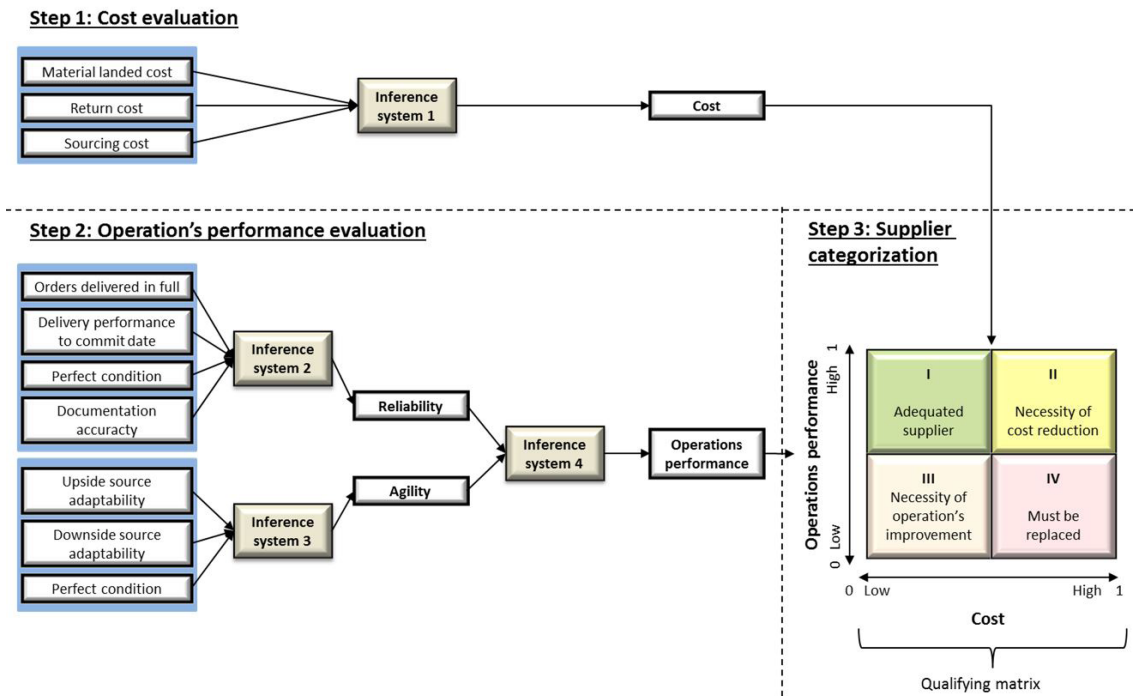 Step 1: Cost evaluation
Material landed cost
Return cost
Sourcing cost
Inference
system 1
Cost
Step 2: Operation’s performance evaluation
Orders delivered in full
Delivery performance
to commit date
Perfect condition
Documentation
accuracty
Inference
system 2
Reliability
Upside source
adaptability
Downside source
adaptability
Perfect condition
Inference
system 3
Agility
Inference
system 4
Operations
performance
Step 3: Supplier
categorization
Operations performance
High 1
0 Low
I
Adequated
supplier
II
Necessity of
cost reduction
III
Necessity of
operation’s
improvement
IV
Must be
replaced
0 Low
High 1
Cost
Qualifying matrix